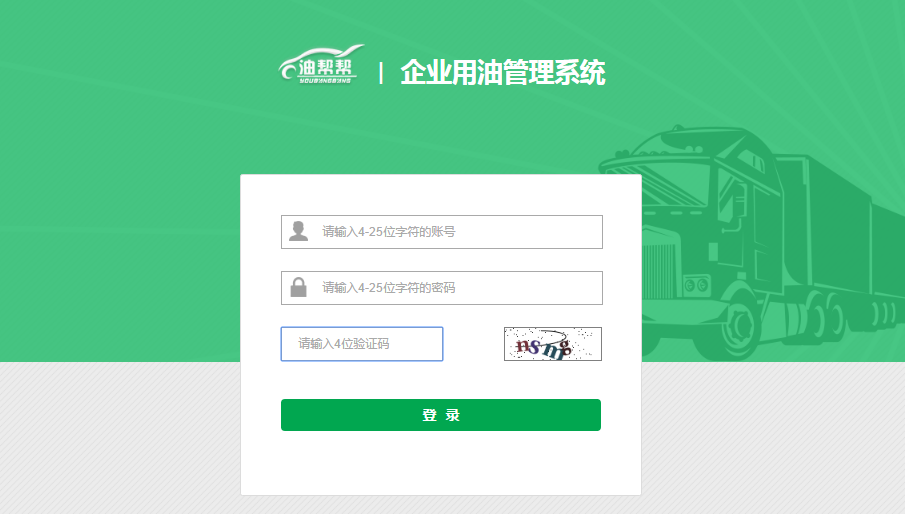 油帮帮 | 企业用油管理系统
YOUBANGBANG
请输入4-25位字符的账号
请输入4-25位字符的密码
请输入4位验证码
登 录